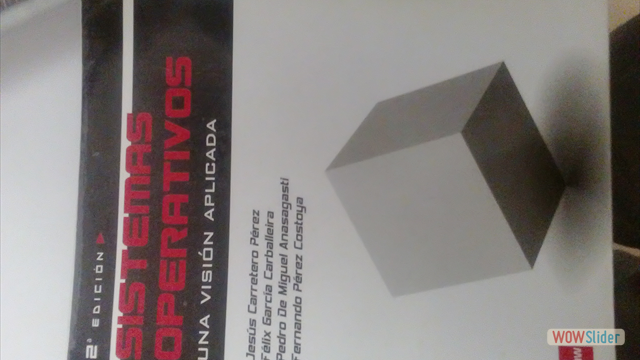 2ª EDICIÓN
SISTEMAS
OPERATIVOS
UNA VISIÓN APLICADA
Jesús Carretero Pérez
Félix García Carballeira
Pedro De Miguel Anasagasti
Fernando Pérez Costoya
WOWSlider